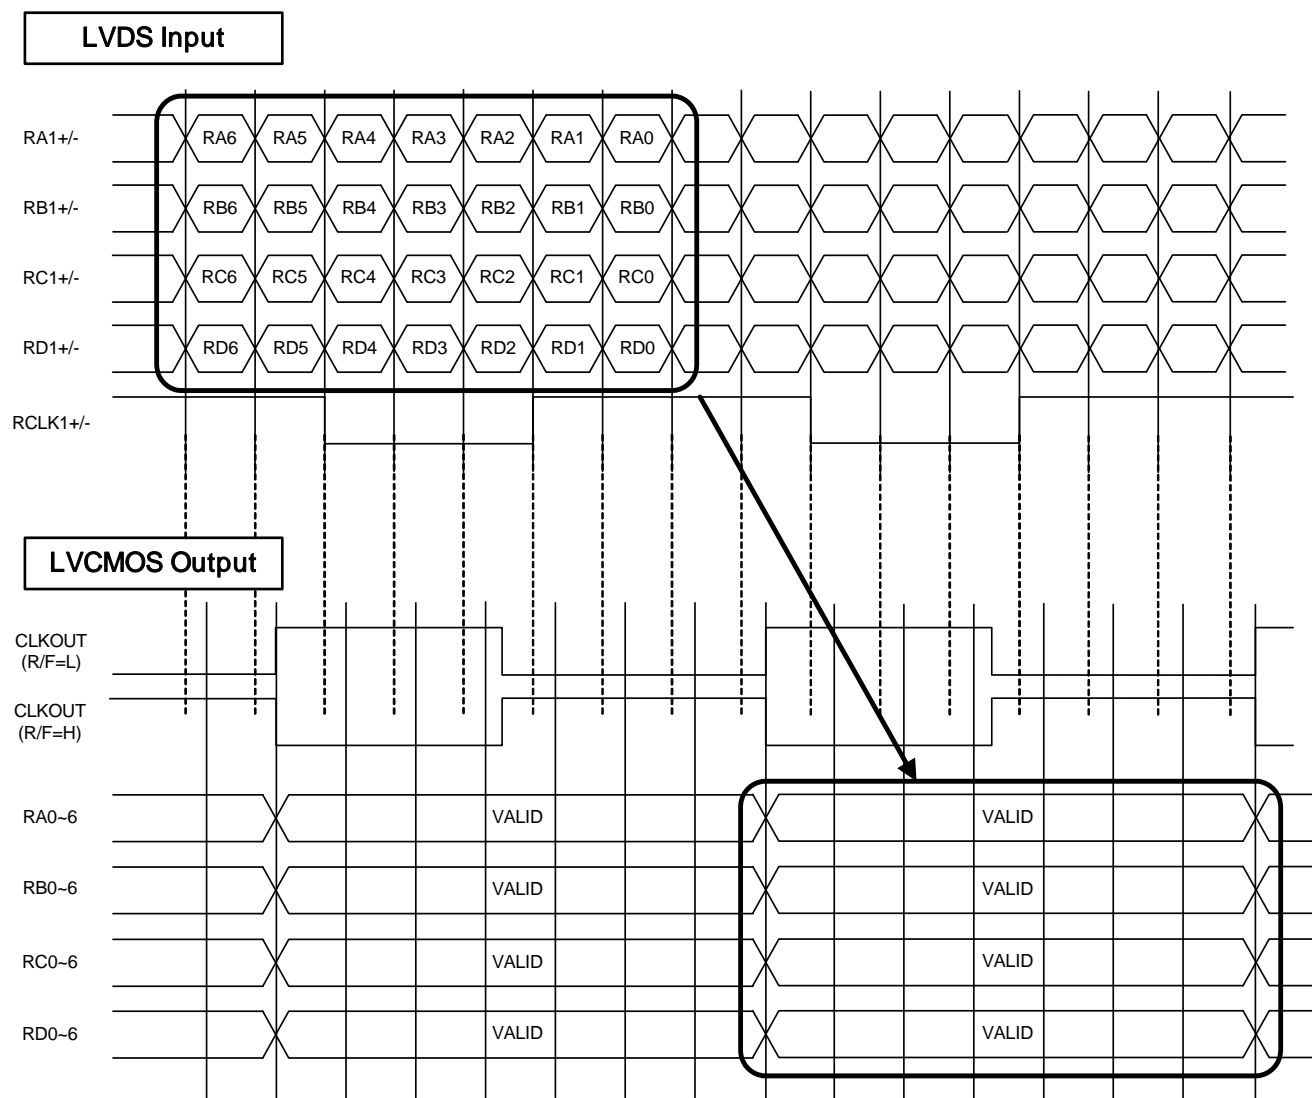 LVDS Input
RA1+/- RA6 RA5 RA4 RA3 RA2 RA1 RA0
RB1+/- RB6 RB5 RB4 RB3 RB2 RB1 RB0
RC1+/- RC6 RC5 RC4 RC3 RC2 RC1 RC0
RD1+/- RD6 RD5 RD4 RD3 RD2 RD1 RD0
RCLK1+/-
LVCMOS Output
CLKOUT
(R/F=L)
CLKOUT
(R/F=H)
RA0~6 VALID VALID
RB0~6 VALID VALID
RC0~6 VALID VALID
RD0~6 VALID VALID